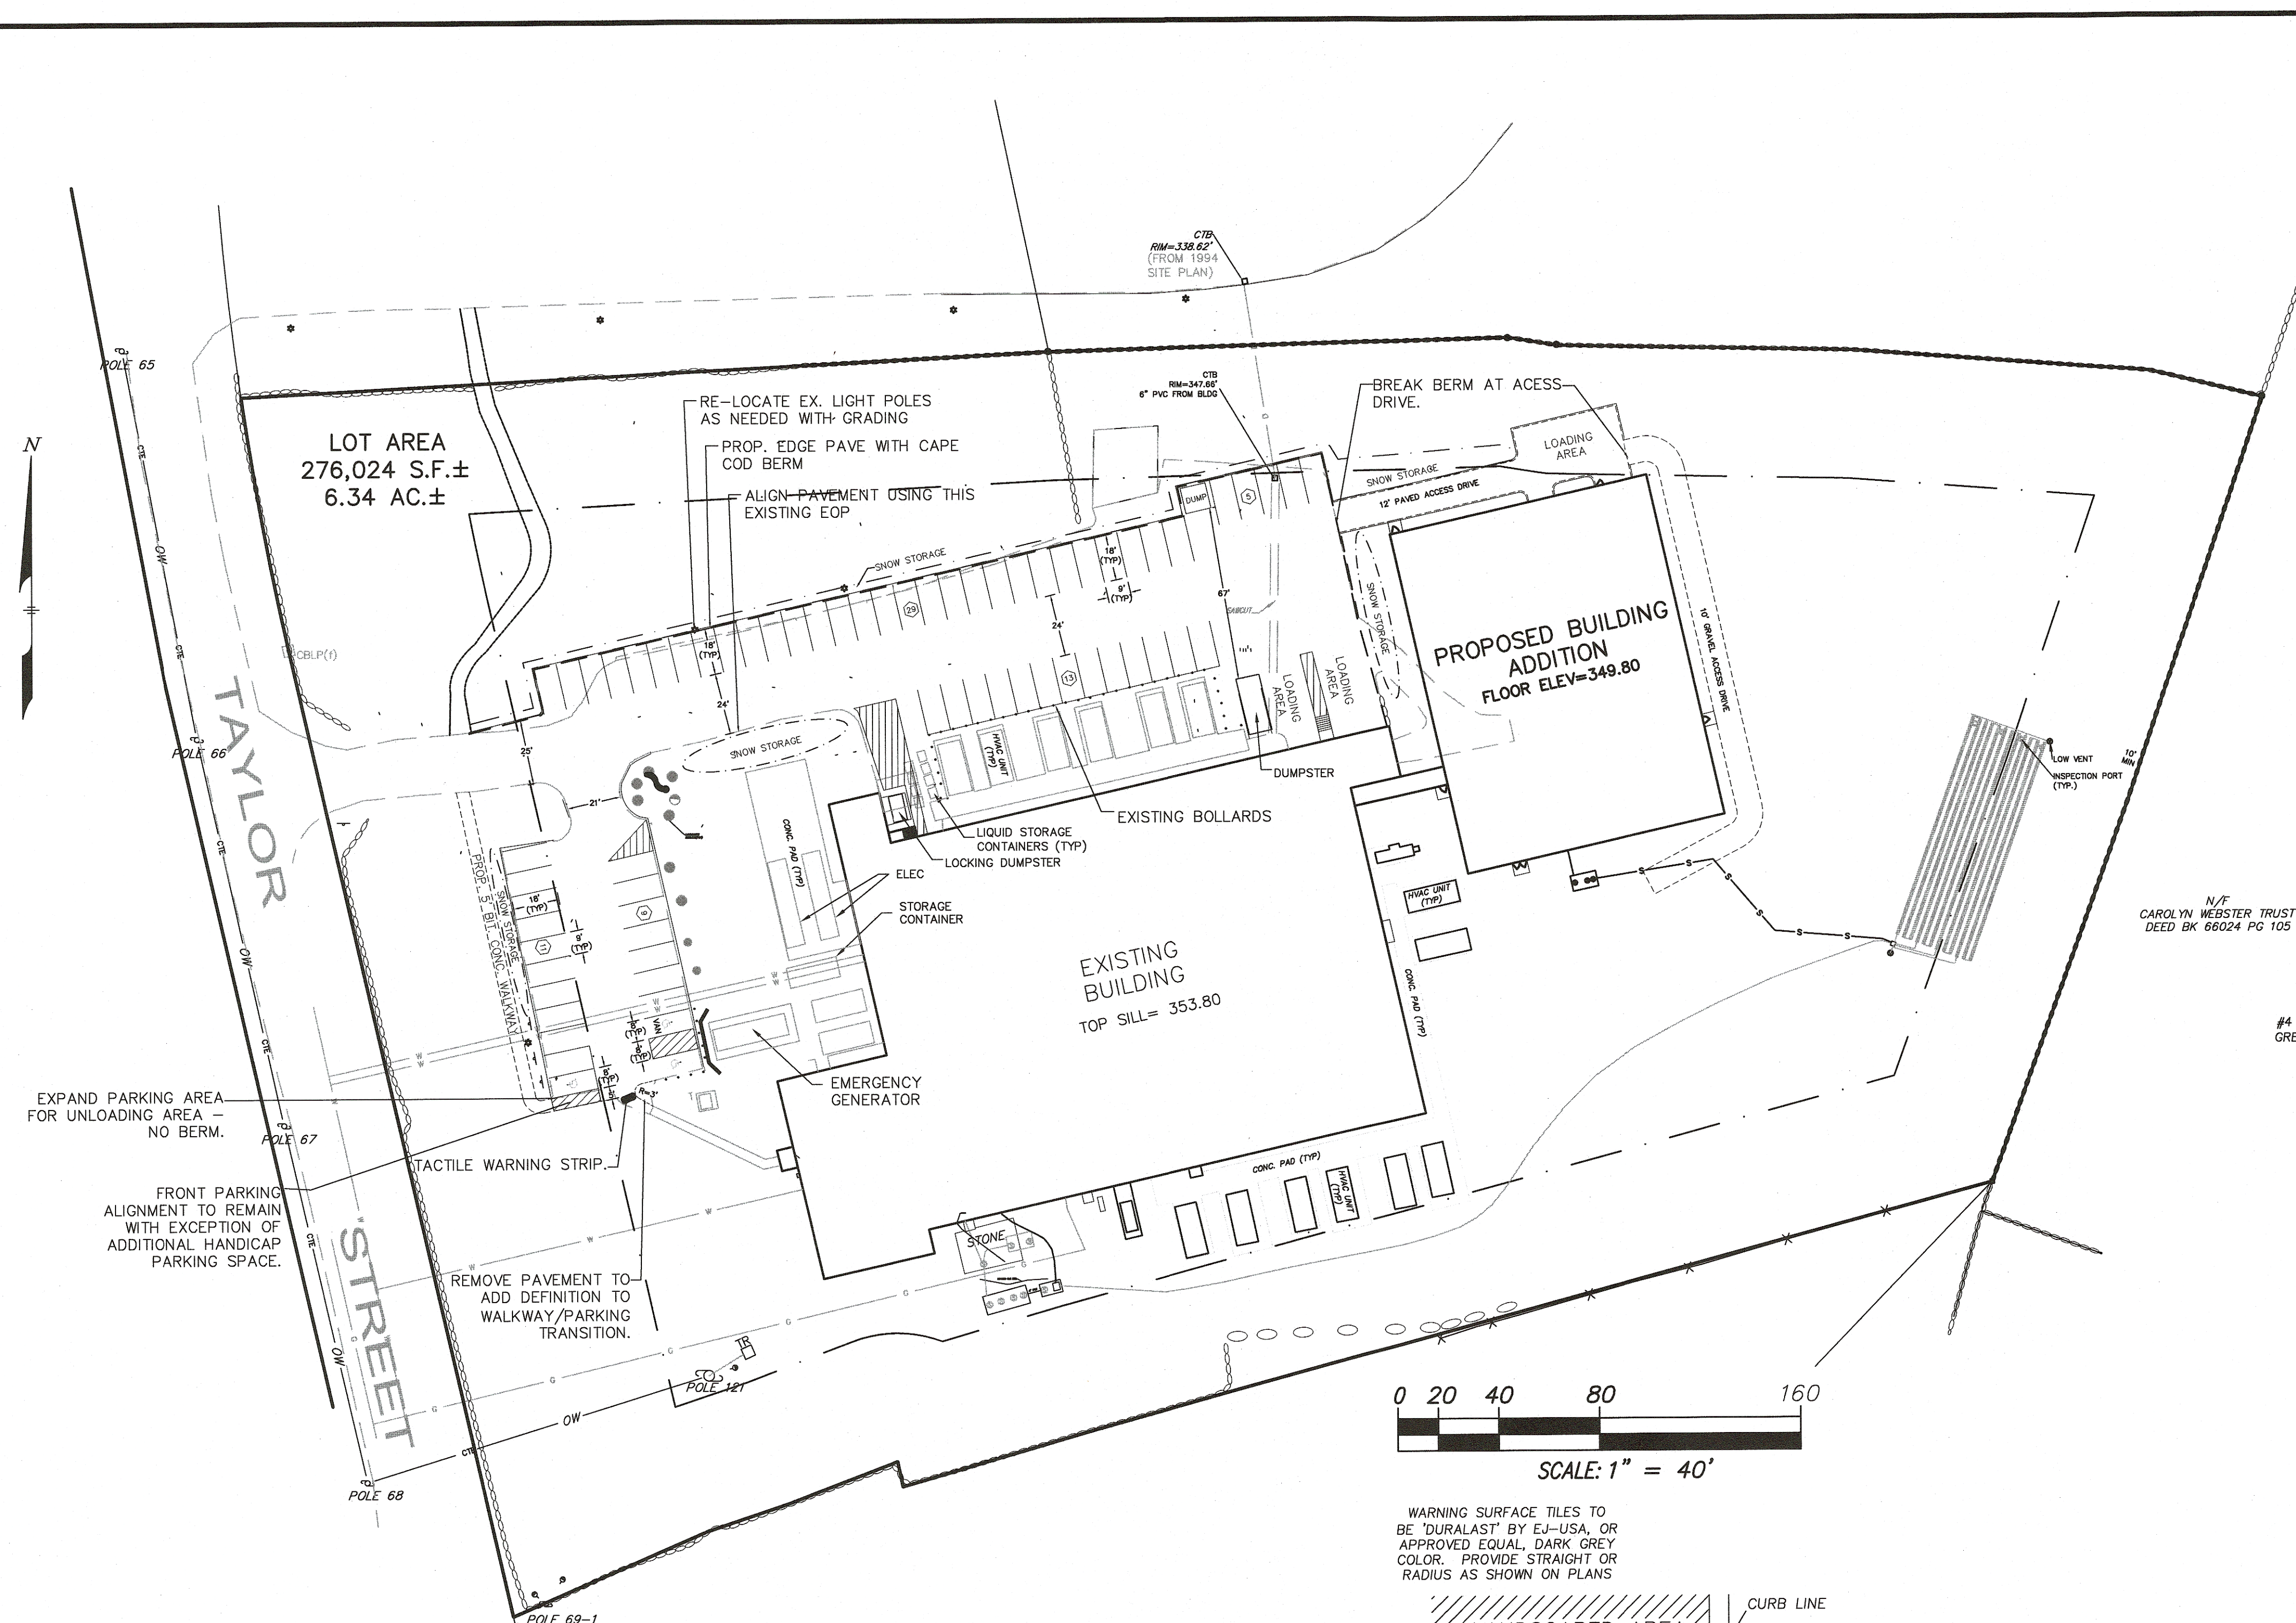 CTB
RIM=338.62'
(FROM 1994
SITE PLAN)
POLE 65
CTB
RIM=347.66'
6" PVC FROM BLDG
BREAK BERM AT ACESS
DRIVE.
RE-LOCATE EX. LIGHT POLES
AS NEEDED WITH GRADING
PROP. EDGE PAVE WITH CAPE
COD BERM
ALIGN PAVEMENT USING THIS
EXISTING EOP
N
LOT AREA
276,024 S.F.±
6.34 AC.±
LOADING
AREA
SNOW STORAGE
12' PAVED ACCESS DRIVE
DUMP
5
SNOW STORAGE
18'
(TYP)
9'
(TYP)
29
24'
67'
SAWCUT
SNOW STORAGE
PROPOSED BUILDING
ADDITION
FLOOR ELEV=349.80
10' GRAVEL ACCESS DRIVE
CBLP(f)
18'
(TYP)
24'
13
LOADING
AREA
LOADING
AREA
TAYLOR
STREET
POLE 66
25'
SNOW STORAGE
HVAC UNIT
(TYP)
DUMPSTER
LOW VENT
INSPECTION PORT
(TYP.)
10'
MIN
21'
EXISTING BOLLARDS
LIQUID STORAGE
CONTAINERS (TYP)
LOCKING DUMPSTER
CONC. PAD (TYP)
ELEC
STORAGE
CONTAINER
PROP. 5' BIT. CONC. WALKWAY
SNOW STORAGE
18'
(TYP)
9'
(TYP)
11
9
HVAC UNIT
(TYP)
N/F
CAROLYN WEBSTER TRUST
DEED BK 66024 PG 105
EXISTING
BUILDING
TOP SILL= 353.80
CONC. PAD (TYP)
VAN
8'
(TYP)
8'
(TYP)
#4
GRE
R=3'
T
EMERGENCY
GENERATOR
EXPAND PARKING AREA
FOR UNLOADING AREA –
NO BERM.
POLE 67
TACTILE WARNING STRIP.
FRONT PARKING
ALIGNMENT TO REMAIN
WITH EXCEPTION OF
ADDITIONAL HANDICAP
PARKING SPACE.
CONC. PAD (TYP)
HVAC UNIT
(TYP)
STONE
REMOVE PAVEMENT TO
ADD DEFINITION TO
WALKWAY/PARKING
TRANSITION.
TR
POLE 121
OW
CTE
POLE 68
0 20 40 80 160
SCALE: 1" = 40'
WARNING SURFACE TILES TO
BE 'DURALAST' BY EJ-USA, OR
APPROVED EQUAL, DARK GREY
COLOR. PROVIDE STRAIGHT OR
RADIUS AS SHOWN ON PLANS
CURB LINE
POLE 69-1